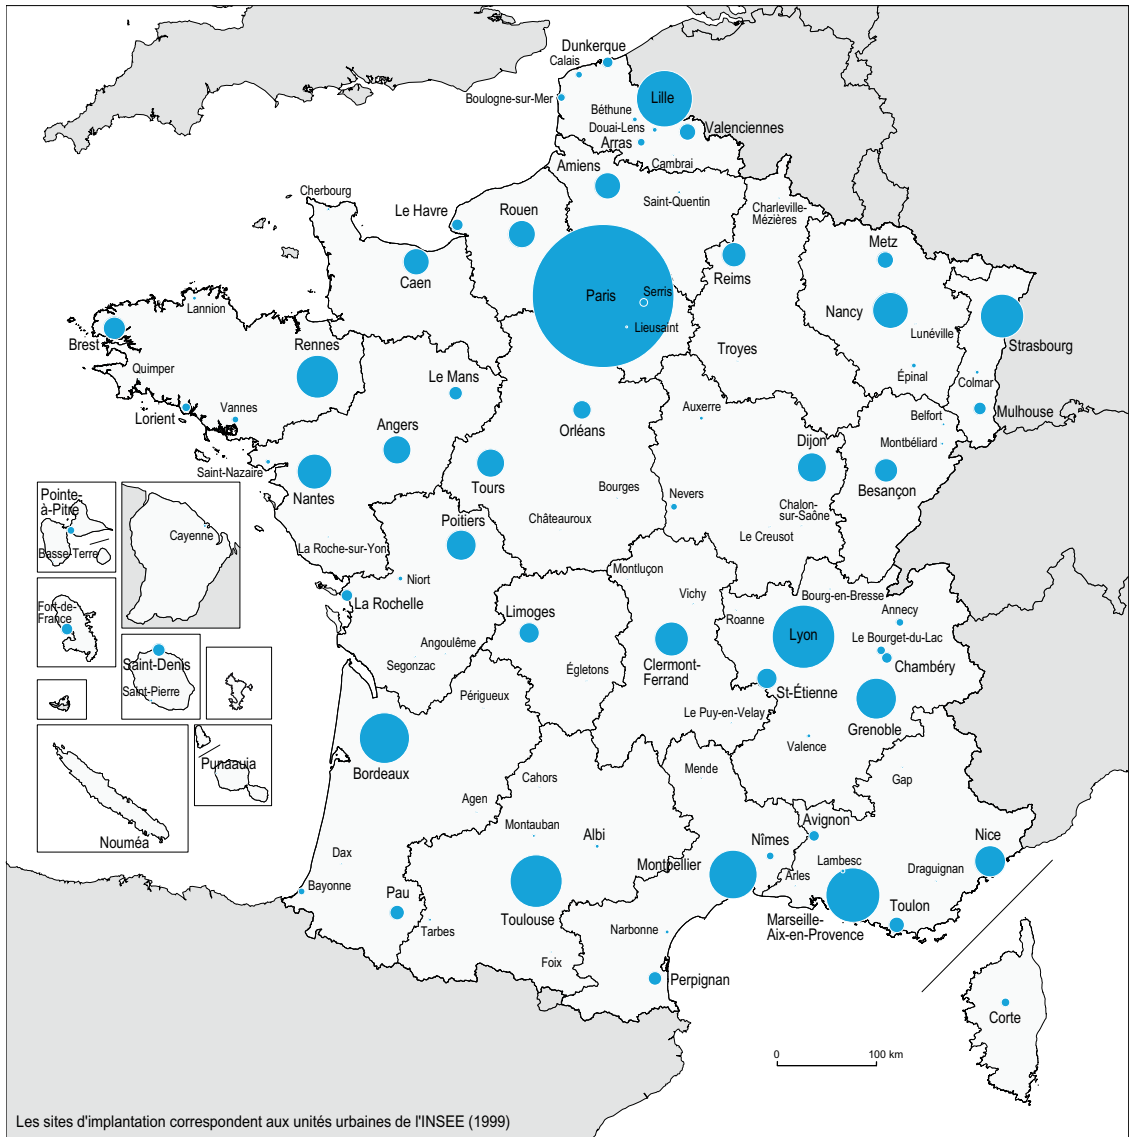 Dunkerque
Calais
Boulogne-sur-Mer
Lille
Béthune
Douai-Lens
Valenciennes
Arras
Cambrai
Amiens
Saint-Quentin
Charleville-
Mézières
Cherbourg
Le Havre
Rouen
Caen
Reims
Metz
Paris
Serris
Lieusaint
Nancy
Lunéville
Strasbourg
Lannion
Brest
Rennes
Troyes
Quimper
Le Mans
Épinal
Colmar
Lorient
Vannes
Orléans
Auxerre
Belfort
Mulhouse
Angers
Dijon
Montbéliard
Saint-Nazaire
Nantes
Tours
Besançon
Bourges
Nevers
Chalon-
sur-Saône
Pointe-
à-Pitre
Basse-Terre
Cayenne
Poitiers
Châteauroux
Le Creusot
La Roche-sur-Yon
Niort
La Rochelle
Montluçon
Vichy
Bourg-en-Bresse
Annecy
Fort-de-
France
Limoges
Roanne
Lyon
Le Bourget-du-Lac
Chambéry
Angoulême
Segonzac
Égletons
Clermont-
Ferrand
St-Étienne
Saint-Denis
Saint-Pierre
Périgueux
Le Puy-en-Velay
Grenoble
Bordeaux
Valence
Punaauia
Nouméa
Cahors
Mende
Gap
Agen
Montauban
Albi
Avignon
Nîmes
Nice
Dax
Montpellier
Lambesc
Arles
Draguignan
Bayonne
Pau
Toulouse
Marseille-
Aix-en-Provence
Toulon
Tarbes
Narbonne
Foix
Perpignan
Corte
0 100 km
Les sites d'implantation correspondent aux unités urbaines de l'INSEE (1999)